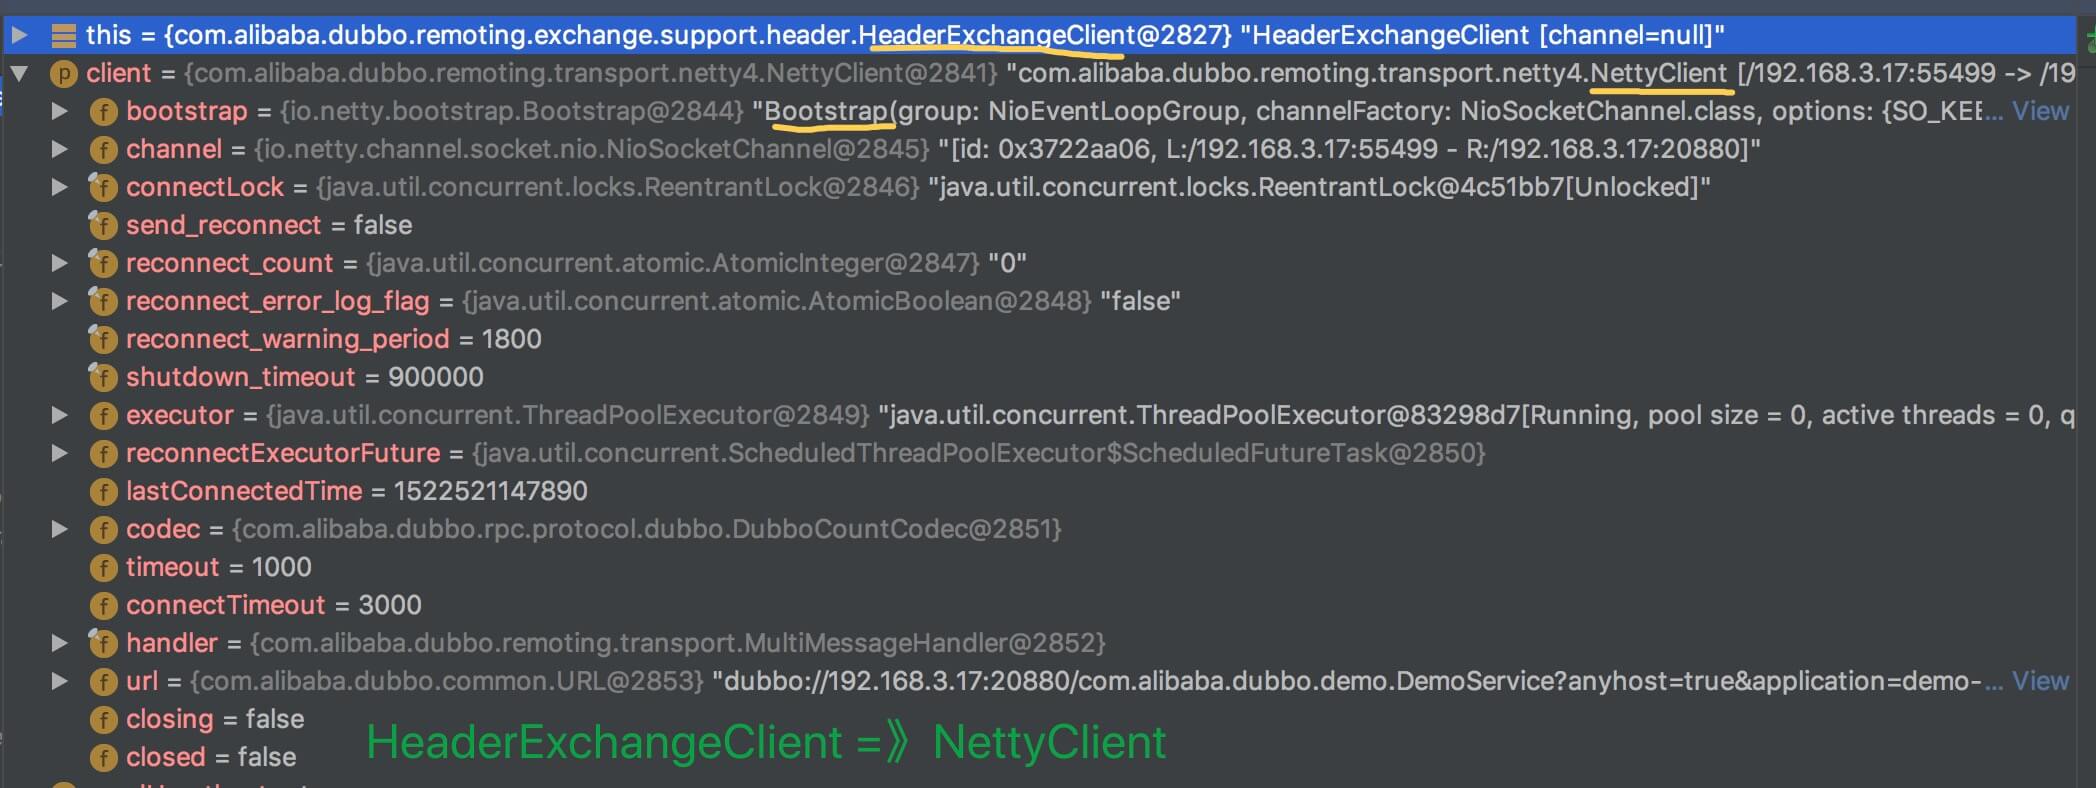 this = {com.alibaba.dubbo.remoting.exchange.support.header.HeaderExchangeClient@2827} "HeaderExchangeClient [channel=null]"
p client = {com.alibaba.dubbo.remoting.transport.netty4.NettyClient@2841} "com.alibaba.dubbo.remoting.transport.netty4.NettyClient [/192.168.3.17:55499 -> /19
f bootstrap = {io.netty.bootstrap.Bootstrap@2844} "Bootstrap(group: NioEventLoopGroup, channelFactory: NioSocketChannel.class, options: {SO_KEE... View
f channel = {io.netty.channel.socket.nio.NioSocketChannel@2845} "[id: 0x3722aa06, L:/192.168.3.17:55499 - R:/192.168.3.17:20880]"
f connectLock = {java.util.concurrent.locks.ReentrantLock@2846} "java.util.concurrent.locks.ReentrantLock@4c51bb7[Unlocked]"
f send_reconnect = false
f reconnect_count = {java.util.concurrent.atomic.AtomicInteger@2847} "0"
f reconnect_error_log_flag = {java.util.concurrent.atomic.AtomicBoolean@2848} "false"
f reconnect_warning_period = 1800
f shutdown_timeout = 900000
f executor = {java.util.concurrent.ThreadPoolExecutor@2849} "java.util.concurrent.ThreadPoolExecutor@83298d7[Running, pool size = 0, active threads = 0, q
f reconnectExecutorFuture = {java.util.concurrent.ScheduledThreadPoolExecutor$ScheduledFutureTask@2850}
f lastConnectedTime = 1522521147890
f codec = {com.alibaba.dubbo.rpc.protocol.dubbo.DubboCountCodec@2851}
f timeout = 1000
f connectTimeout = 3000
f handler = {com.alibaba.dubbo.remoting.transport.MultiMessageHandler@2852}
f url = {com.alibaba.dubbo.common.URL@2853} "dubbo://192.168.3.17:20880/com.alibaba.dubbo.demo.DemoService?anyhost=true&application=demo-... View
f closing = false
f closed = false
HeaderExchangeClient =》 NettyClient